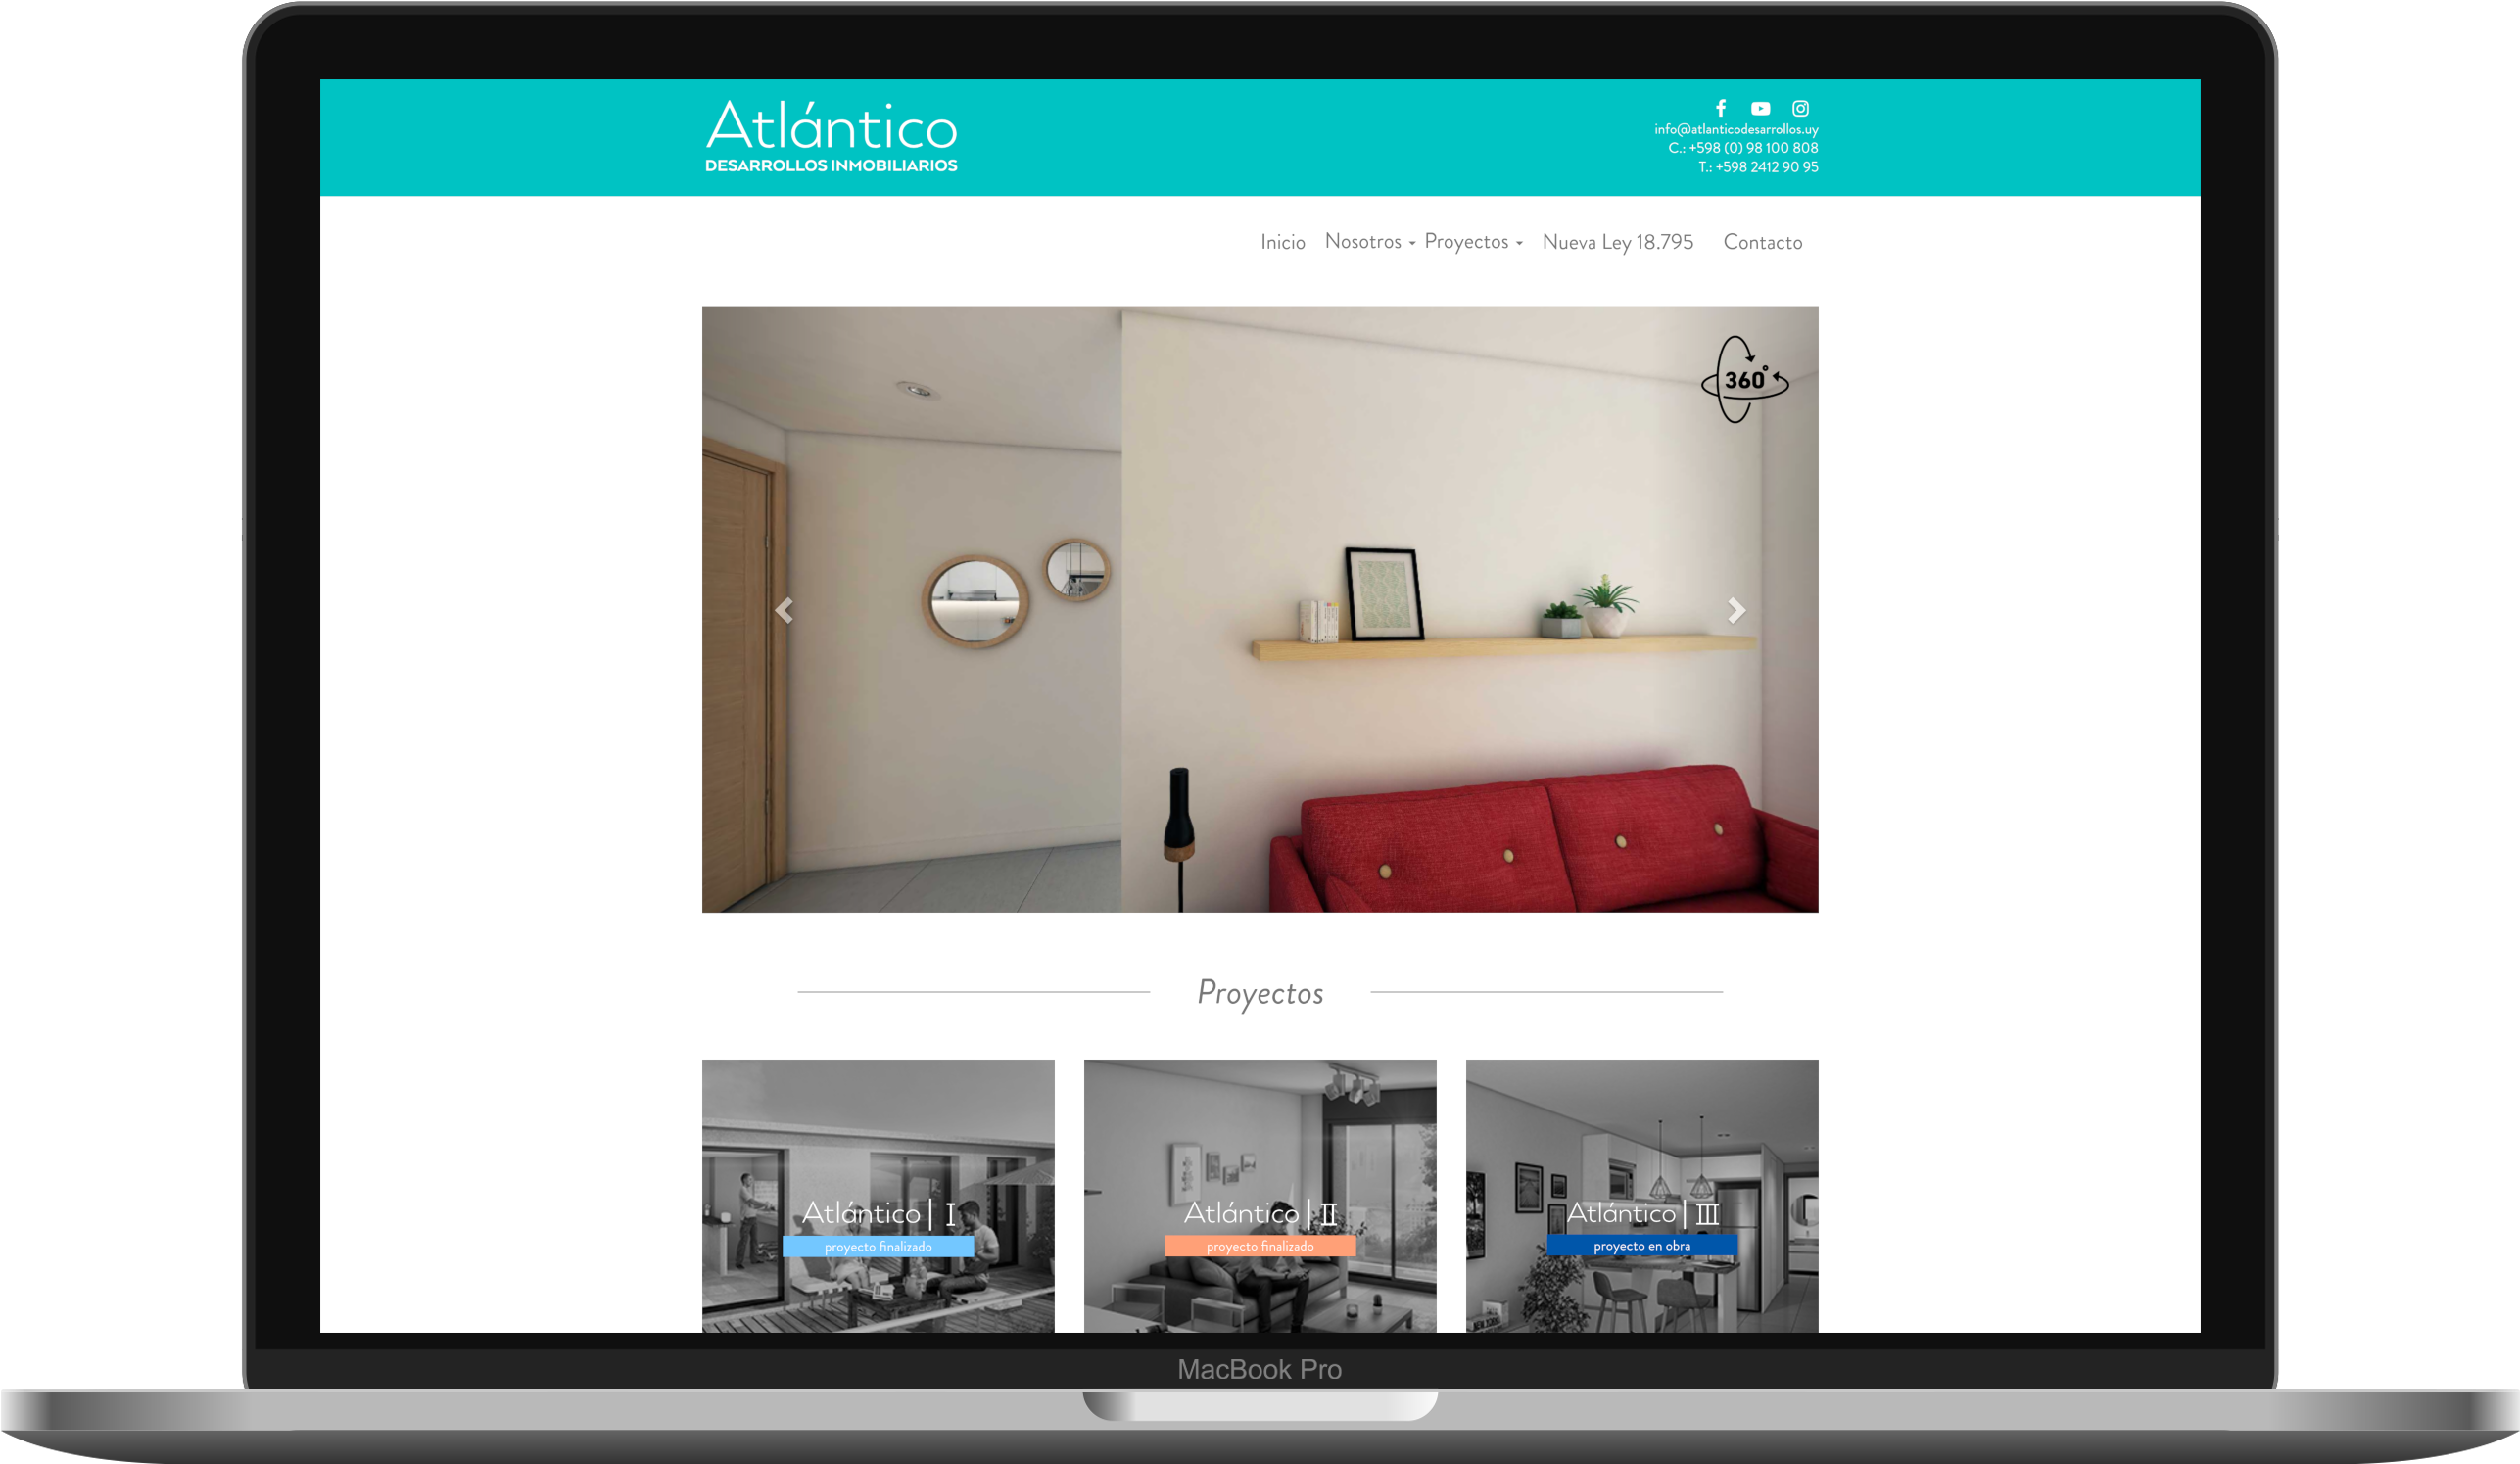 Atlántico
DESARROLLOS INMOBILIARIOS
info@atlanticodesarrollos.uy
C.: +598 (0) 98 100 808
T.: +598 2412 90 95
Inicio Nosotros Proyectos Nueva Ley 18.795 Contacto
360°
Proyectos
Atlántico | I
proyecto finalizado
Atlántico | II
proyecto finalizado
Atlántico | III
proyecto en obra
MacBook Pro